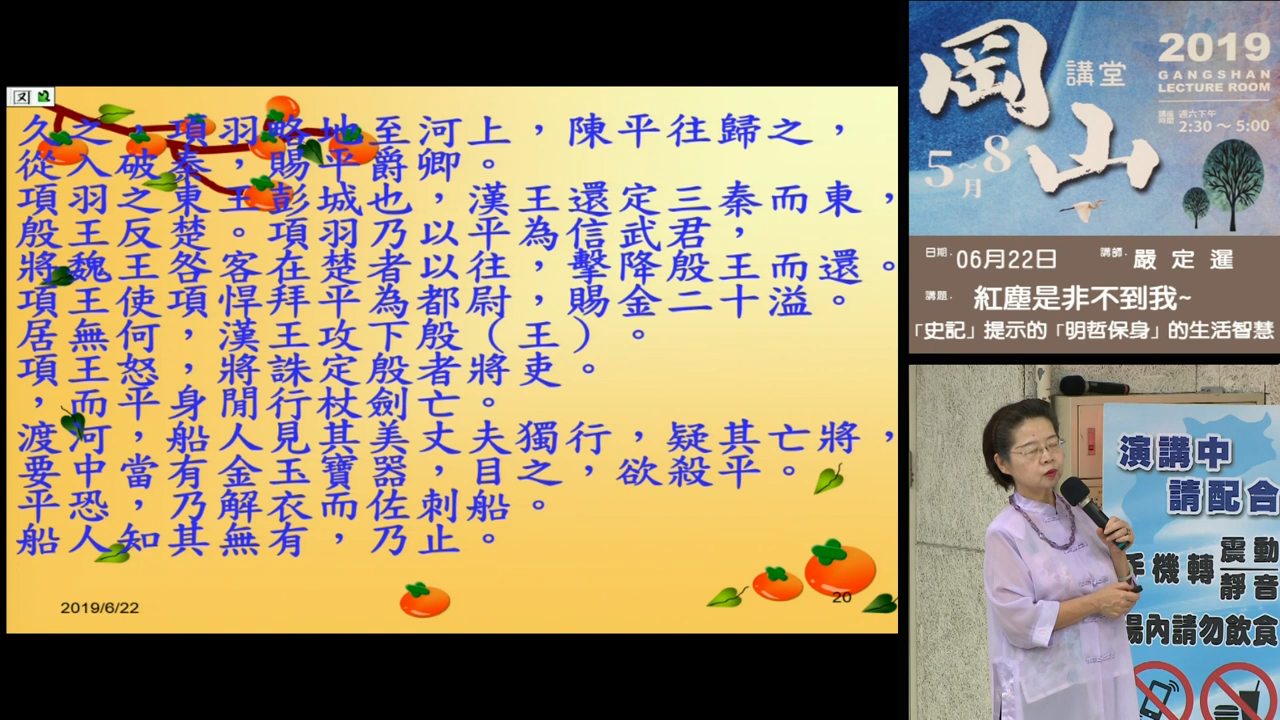 久之，項羽略地至河上，陳平往歸之，
從入破秦，賜平爵卿。
項羽之東王彭城也，漢王還定三秦而東，
殷王反楚。項羽乃以平為信武君，
將魏王咎客在楚者以往，擊降殷王而還。
項王使項悍拜平為都尉，賜金二十溢。
居無何，漢王攻下殷（王）。
項王怒，將誅定殷者將吏。
，而平身閒行杖劍亡。
渡河，船人見其美丈夫獨行，疑其亡將，
要中當有金玉寶器，目之，欲殺平。
平恐，乃解衣而佐刺船。
船人知其無有，乃止。
2019/6/22
20
岡山
講堂
2019
GANGSHAN
LECTURE ROOM
週六下午
2:30～5:00
5~8月
日期. 06月22日 講師. 嚴定暹
講題. 紅塵是非不到我~
「史記」提示的「明哲保身」的生活智慧
演講中
請配合
手機轉 震動 靜音
場內請勿飲食